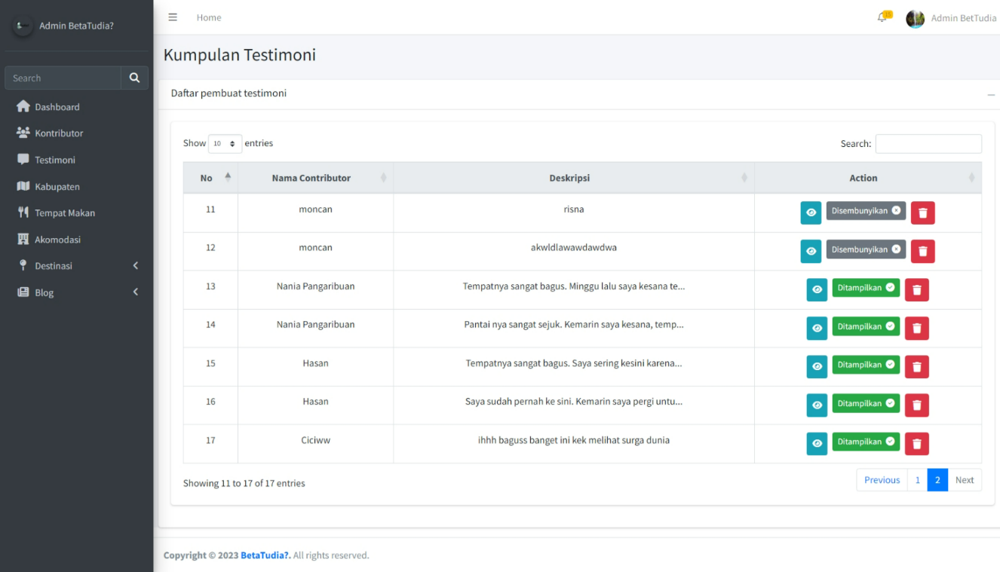 Admin BetaTudia?
Home
15
Admin BetTudia
Search
Dashboard
Kontributor
Testimoni
Kabupaten
Tempat Makan
Akomodasi
Destinasi
Blog
Kumpulan Testimoni
Daftar pembuat testimoni
Show 10 entries
Search:
No Nama Contributor Deskripsi Action
11 moncan risna Disembunyikan
12 moncan akwldlawawdawdwa Disembunyikan
13 Nania Pangaribuan Tempatnya sangat bagus. Minggu lalu saya kesana te... Ditampilkan
14 Nania Pangaribuan Pantai nya sangat sejuk. Kemarin saya kesana, temp... Ditampilkan
15 Hasan Tempatnya sangat bagus. Saya sering kesini karena... Ditampilkan
16 Hasan Saya sudah pernah ke sini. Kemarin saya pergi untu... Ditampilkan
17 Ciciww ihhh baguss banget ini kek melihat surga dunia Ditampilkan
Showing 11 to 17 of 17 entries
Previous 1 2 Next
Copyright © 2023 BetaTudia?. All rights reserved.